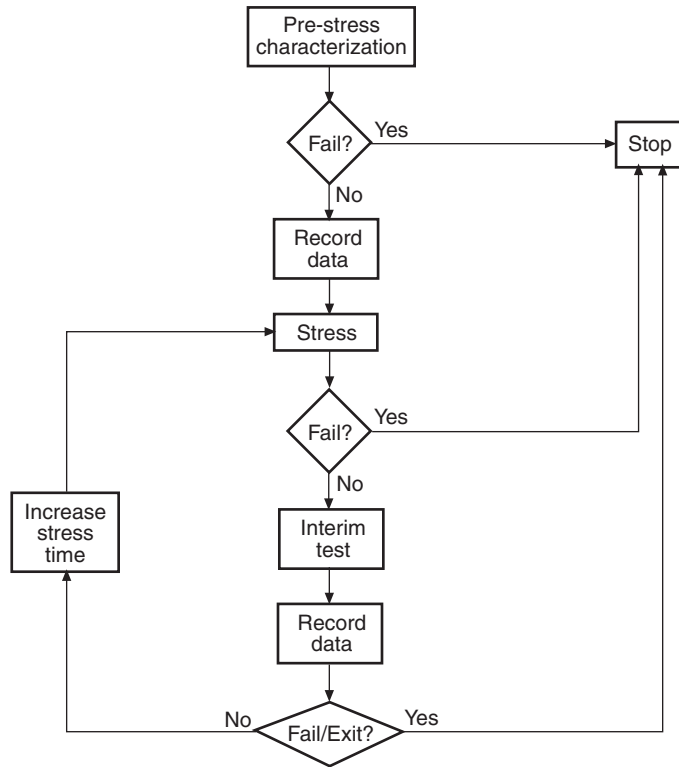 Pre-stress
characterization
Fail?
Yes
Stop
No
Record
data
Stress
Fail?
Yes
No
Increase
stress
time
Interim
test
Record
data
No
Fail/Exit?
Yes